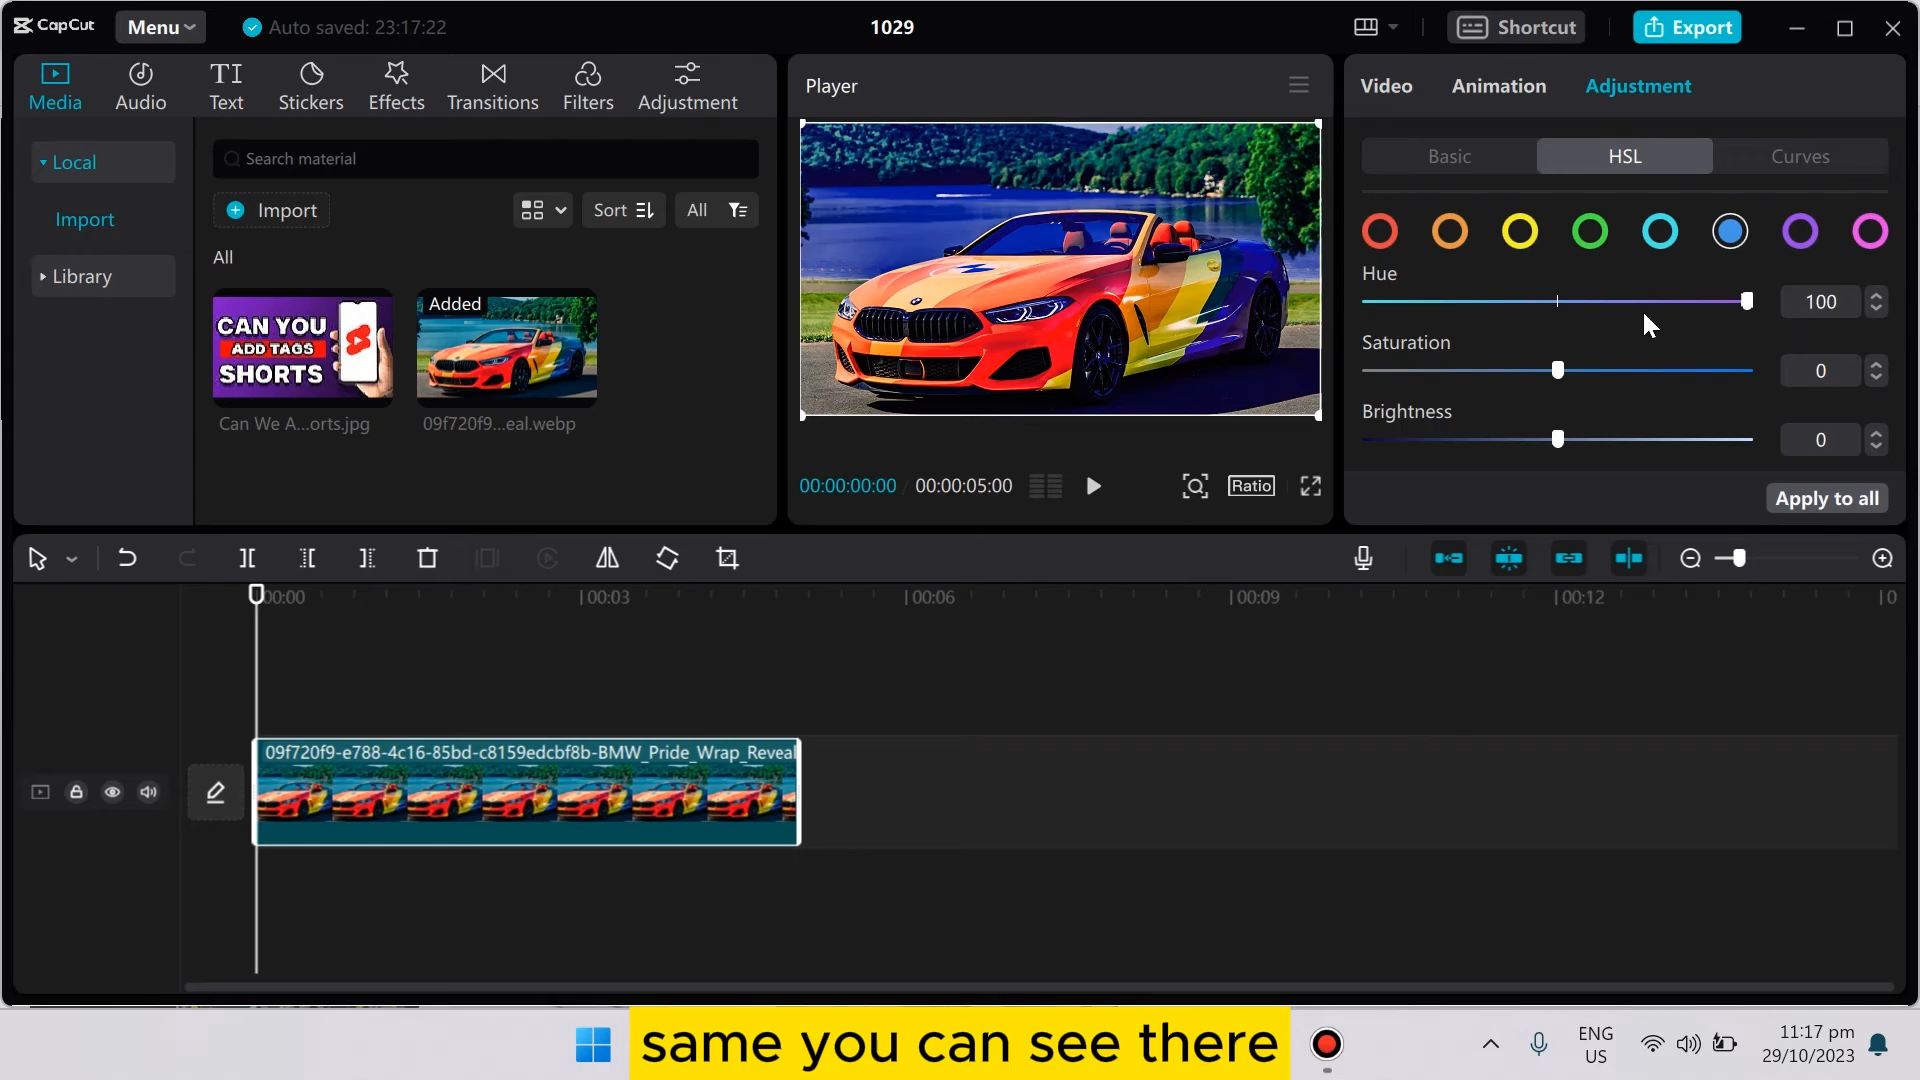 CapCut
Menu
Auto saved: 23:17:22
1029
Shortcut
Export
Media
Audio
TI
Text
Stickers
Effects
Transitions
Filters
Adjustment
Local
Import
Library
Search material
Import
Sort
All
All
CAN YOU
ADD TAGS
SHORTS
Can We A...orts.jpg
Added
09f720f9...eal.webp
Player
00:00:00:00 / 00:00:05:00
Ratio
Video
Animation
Adjustment
Basic
HSL
Curves
Hue
100
Saturation
0
Brightness
0
Apply to all
00:00
00:03
00:06
00:09
00:12
0
09f720f9-e788-4c16-85bd-c8159edcbf8b-BMW_Pride_Wrap_Reveal
same you can see there
ENG
US
11:17 pm
29/10/2023